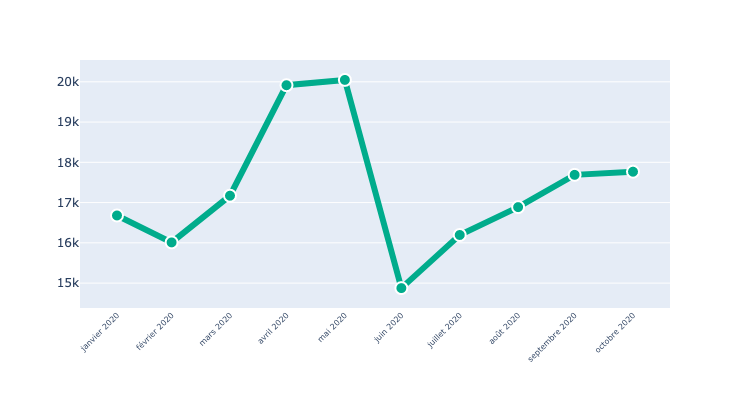 20k
19k
18k
17k
16k
15k
janvier 2020
février 2020
mars 2020
avril 2020
mai 2020
juin 2020
juillet 2020
août 2020
septembre 2020
octobre 2020